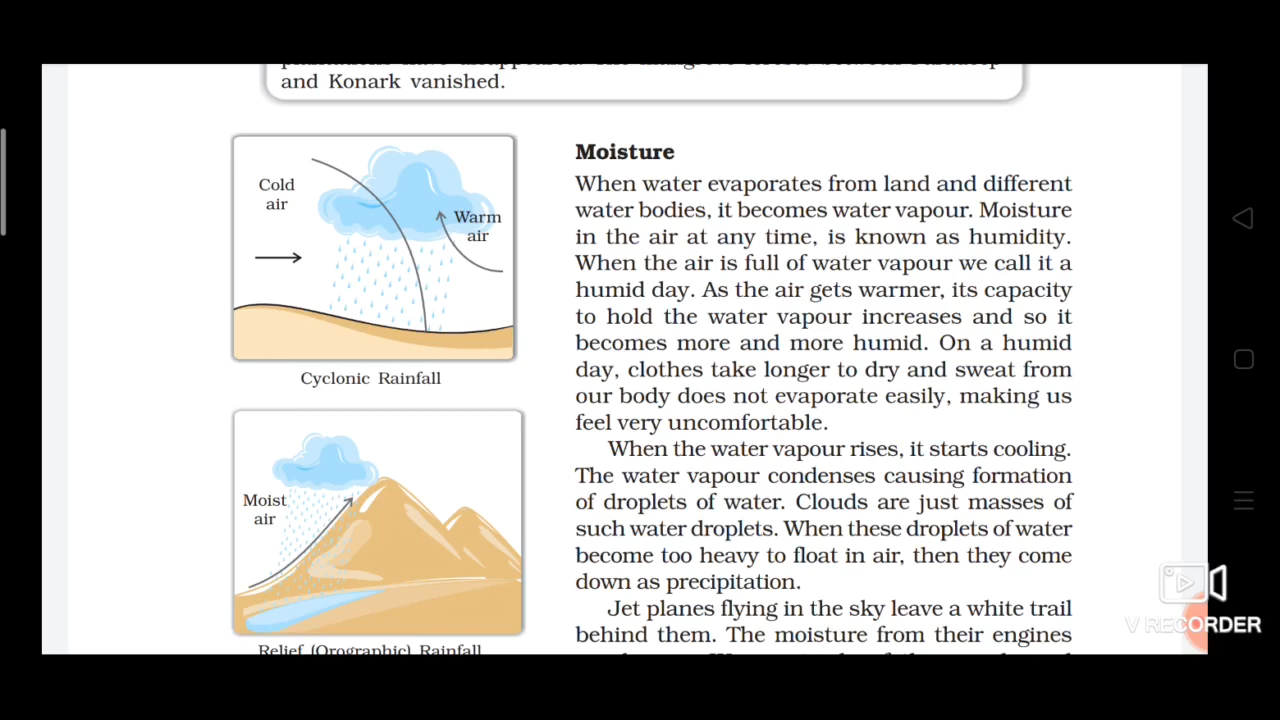 and Konark vanished.
Cold
air
Warm
air
Cyclonic Rainfall
Moist
air
Relief (Orographic) Rainfall
Moisture
When water evaporates from land and different
water bodies, it becomes water vapour. Moisture
in the air at any time, is known as humidity.
When the air is full of water vapour we call it a
humid day. As the air gets warmer, its capacity
to hold the water vapour increases and so it
becomes more and more humid. On a humid
day, clothes take longer to dry and sweat from
our body does not evaporate easily, making us
feel very uncomfortable.
When the water vapour rises, it starts cooling.
The water vapour condenses causing formation
of droplets of water. Clouds are just masses of
such water droplets. When these droplets of water
become too heavy to float in air, then they come
down as precipitation.
Jet planes flying in the sky leave a white trail
behind them. The moisture from their engines
V RECORDER